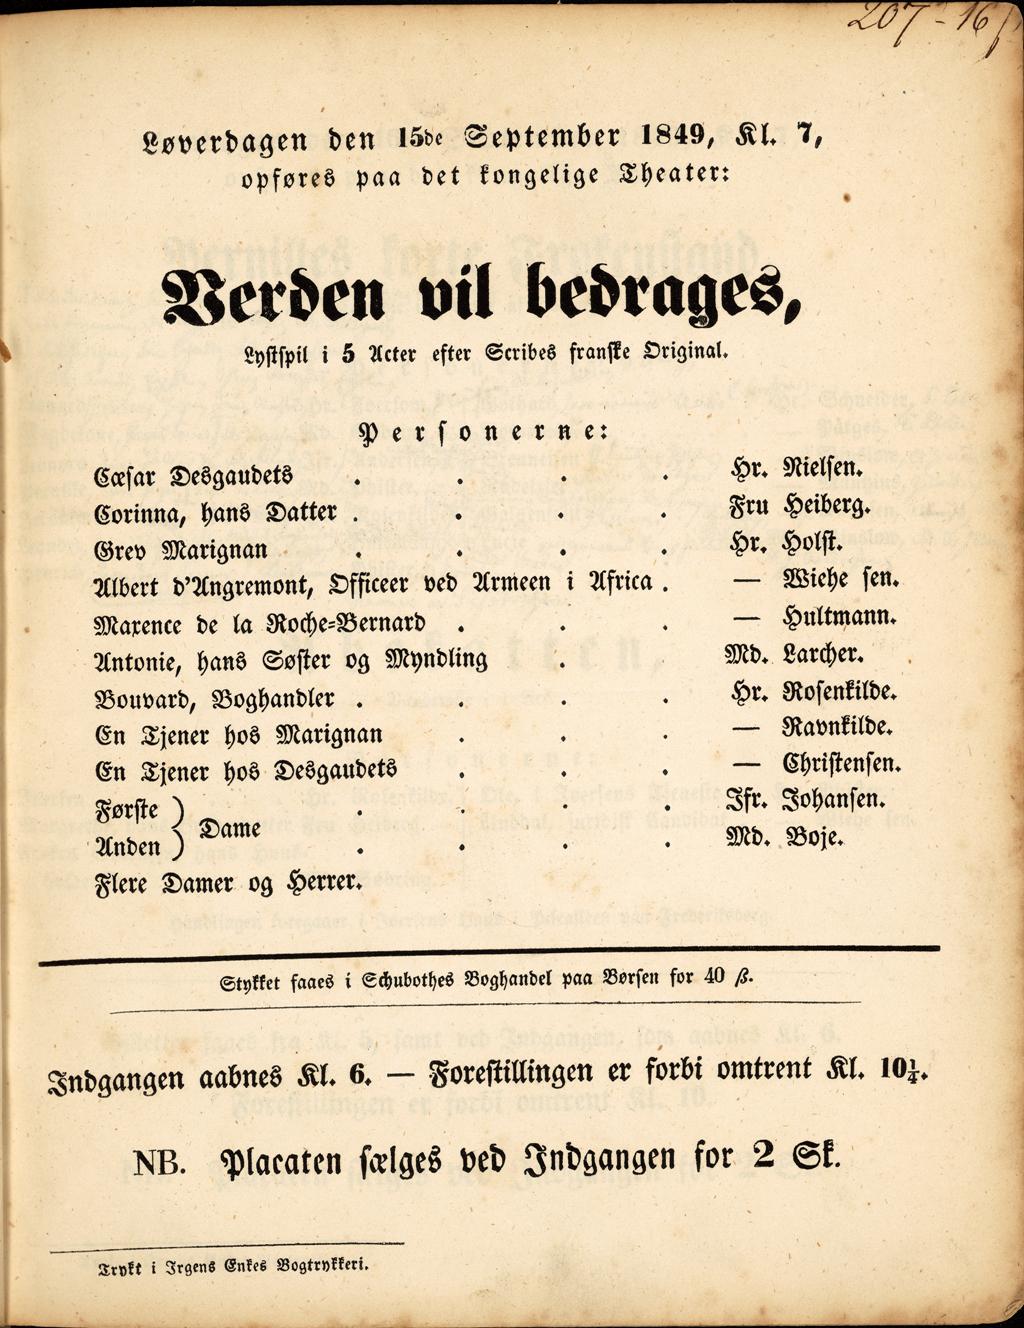 207 - 16
Løverdagen den 15de September 1849, Kl. 7,
opføres paa det kongelige Theater:
Verden vil bedrages,
Lystspil i 5 Acter efter Scribes franske Original.
Personerne:
Cæsar Desgaudets . . . . Hr. Nielsen.
Corinna, hans Datter . . . . Fru Heiberg.
Grev Marignan . . . . Hr. Holst.
Albert d'Angremont, Officeer ved Armeen i Africa . — Wiehe sen.
Maxence de la Roche-Bernard . . . — Hultmann.
Antonie, hans Søster og Myndling . . Md. Larcher.
Bouvard, Boghandler . . . . Hr. Rosenkilde.
En Tjener hos Marignan . . . — Ravnkilde.
En Tjener hos Desgaudets . . . — Christensen.
Første } Dame . . . . Jfr. Johansen.
Anden } . . . . Md. Boje.
Flere Damer og Herrer.
Stykket faaes i Schubothes Boghandel paa Børsen for 40 ß.
Indgangen aabnes Kl. 6. — Forestillingen er forbi omtrent Kl. 10¼.
NB. Placaten sælges ved Indgangen for 2 Sk.
Trykt i Irgens Enkes Bogtrykkeri.